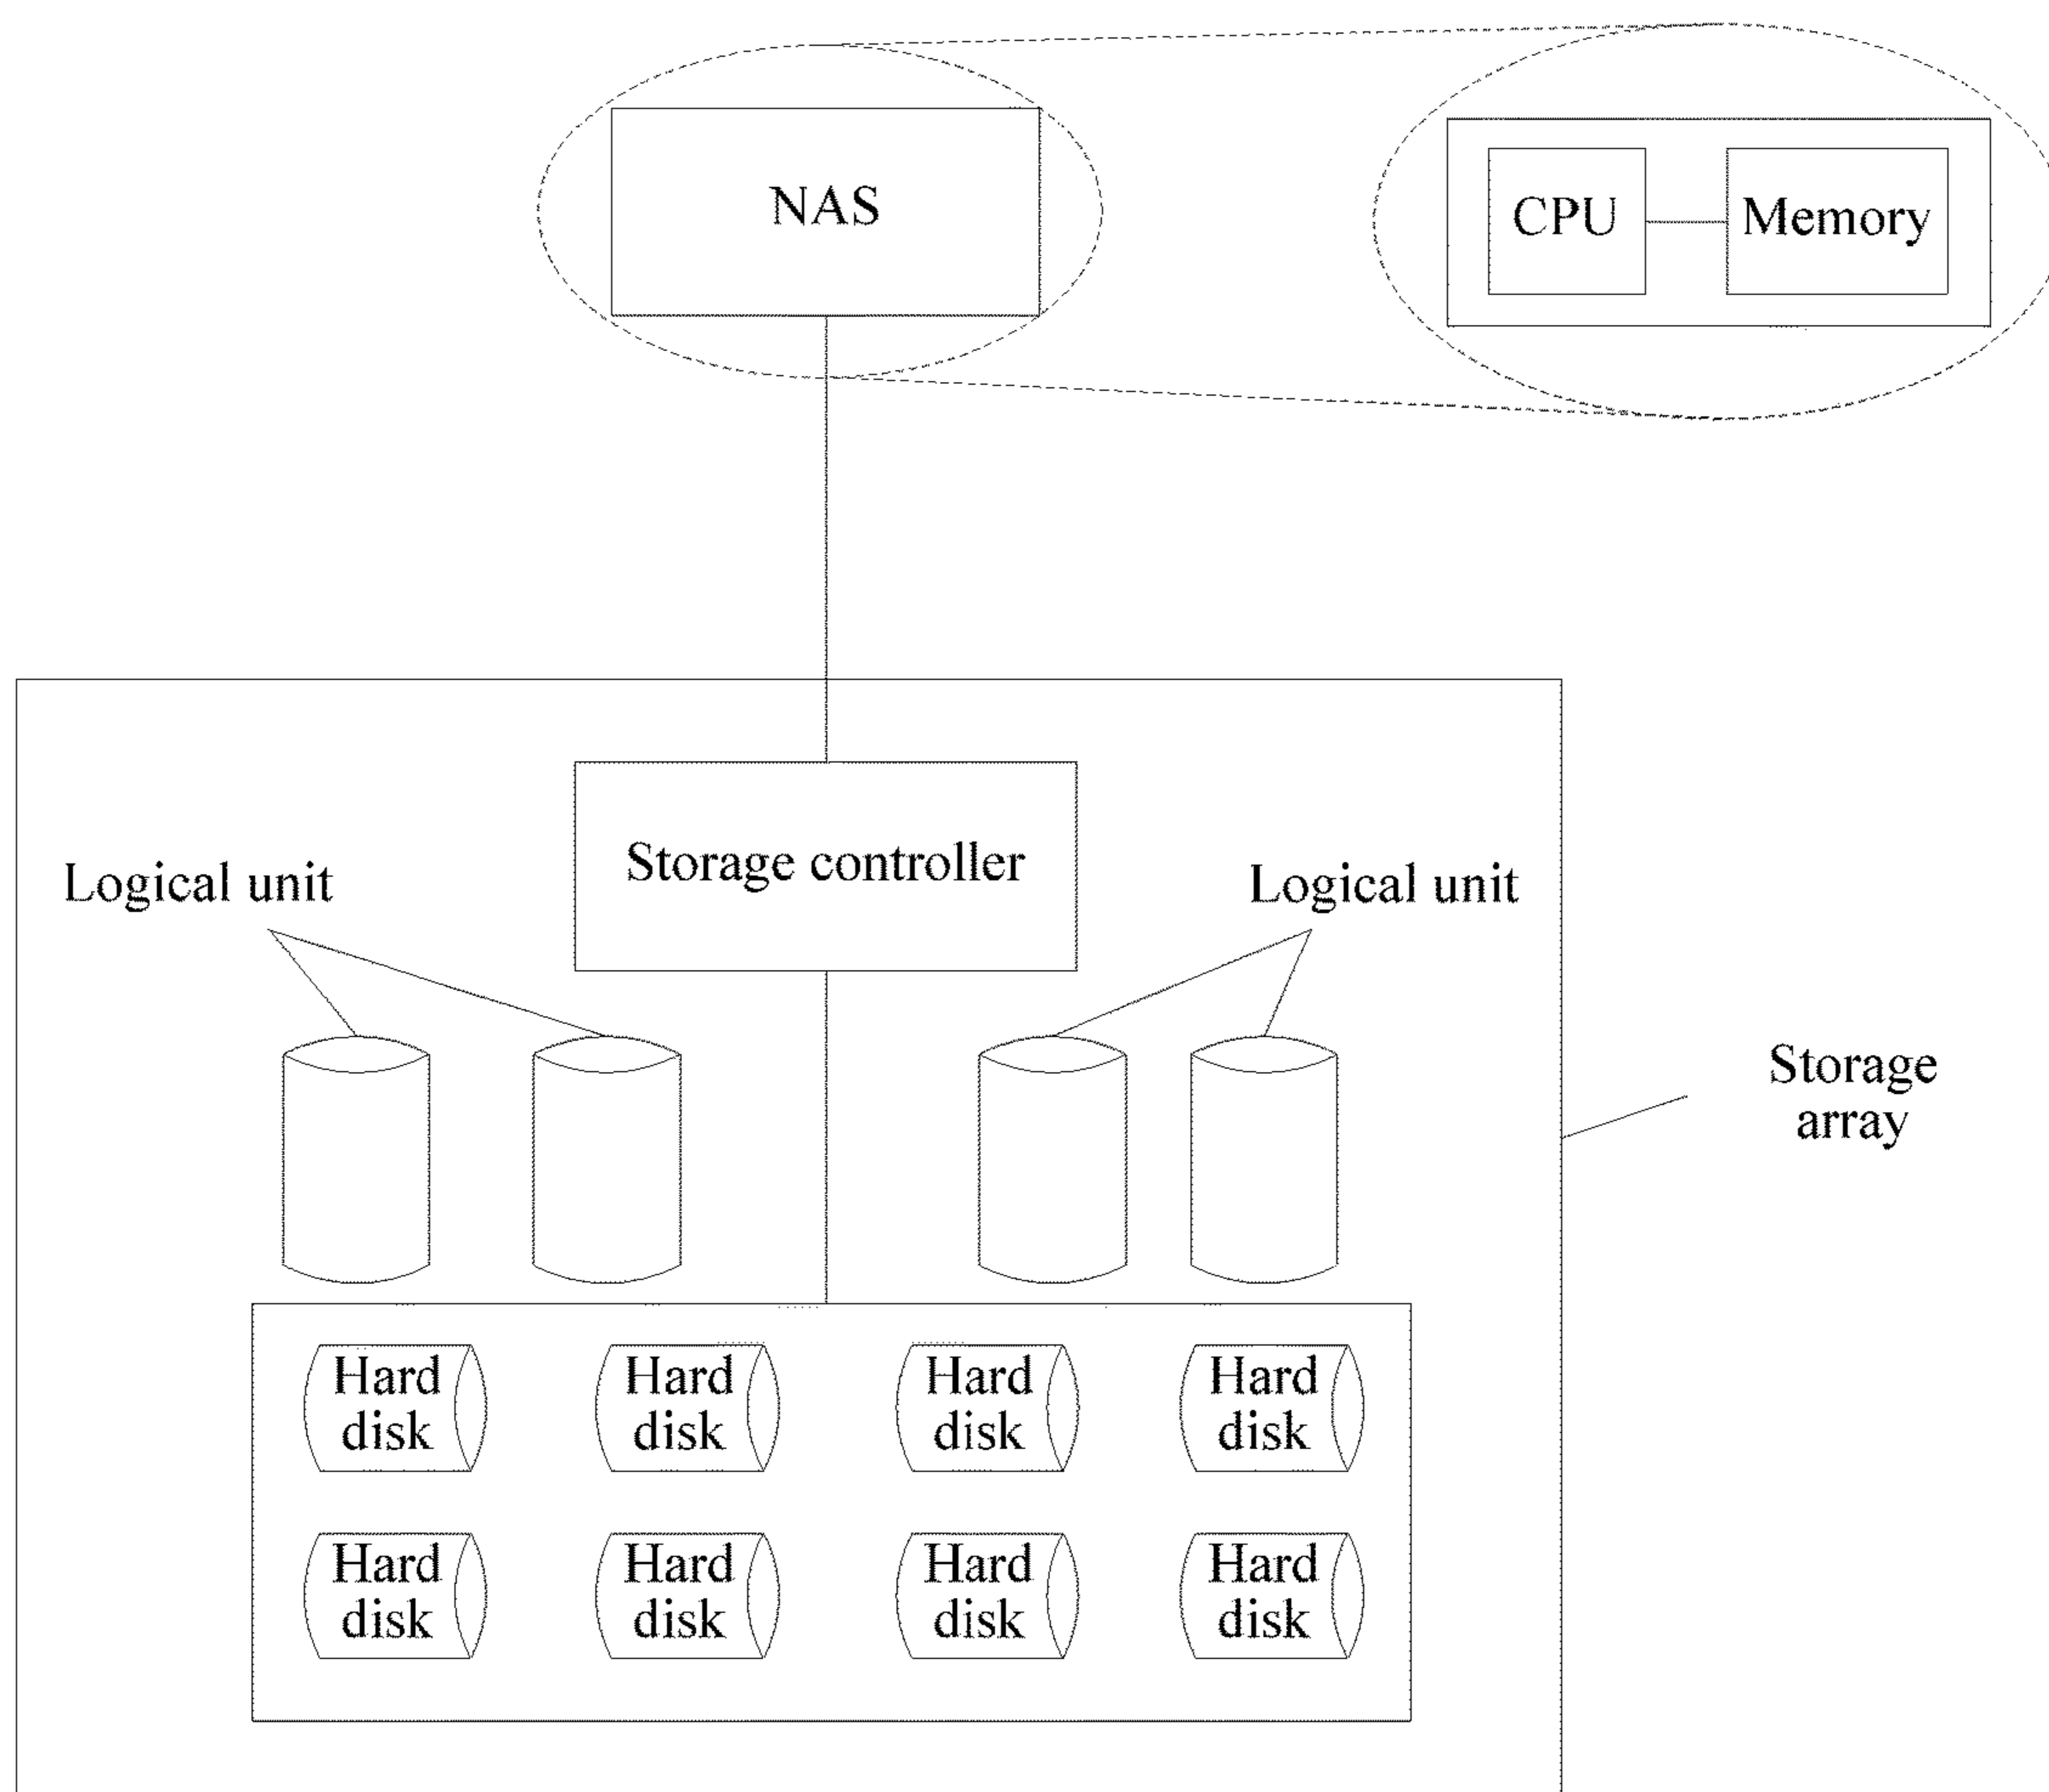 NAS
CPU
Memory
Storage controller
Logical unit
Logical unit
Storage
array
Hard
disk
Hard
disk
Hard
disk
Hard
disk
Hard
disk
Hard
disk
Hard
disk
Hard
disk